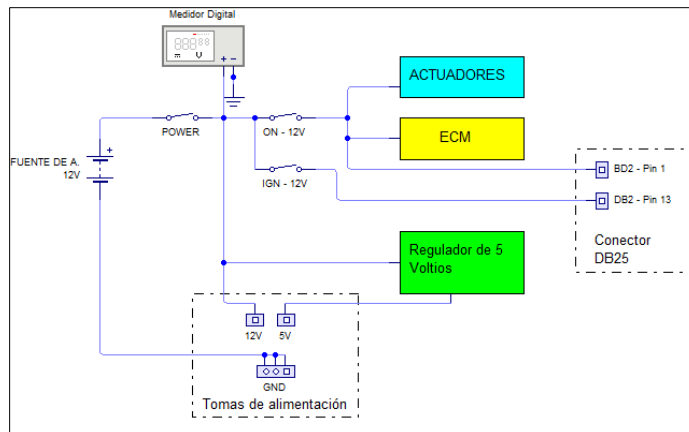 Medidor Digital
V
+ -
ACTUADORES
POWER
ON - 12V
ECM
+
FUENTE DE A.
12V
IGN - 12V
BD2 - Pin 1
DB2 - Pin 13
Conector
DB25
Regulador de 5
Voltios
12V
5V
GND
Tomas de alimentación